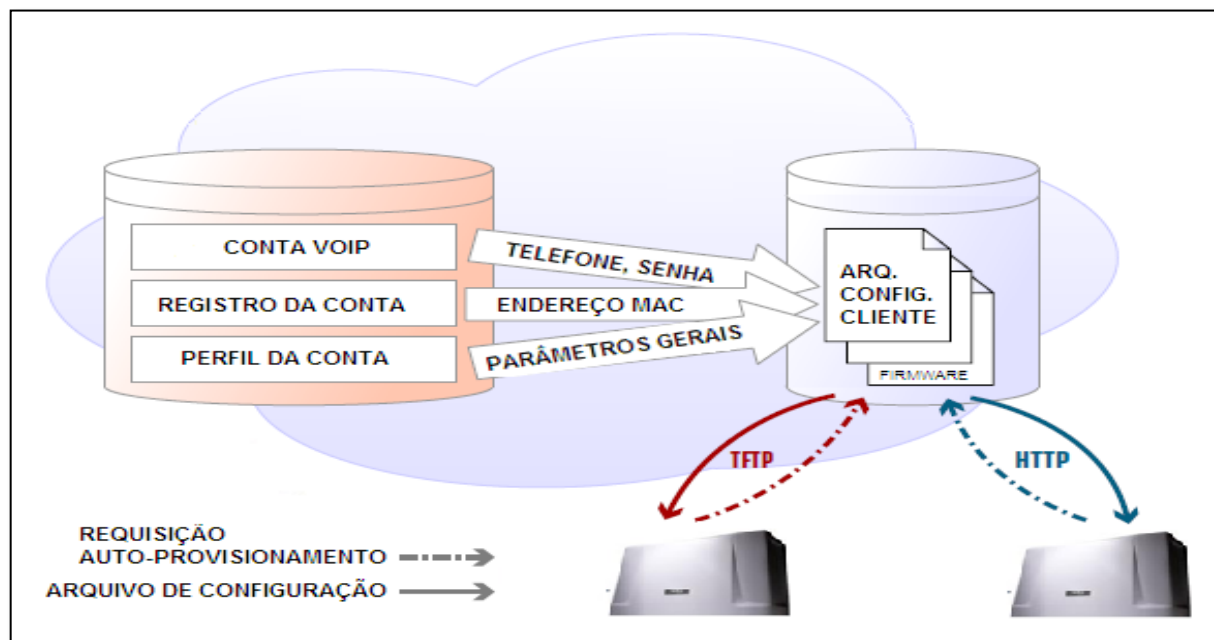 CONTA VOIP
REGISTRO DA CONTA
PERFIL DA CONTA
TELEFONE, SENHA
ENDEREÇO MAC
PARÂMETROS GERAIS
ARQ.
CONFIG.
CLIENTE
FIRMWARE
TFTP
HTTP
REQUISIÇÃO
AUTO-PROVISIONAMENTO
ARQUIVO DE CONFIGURAÇÃO